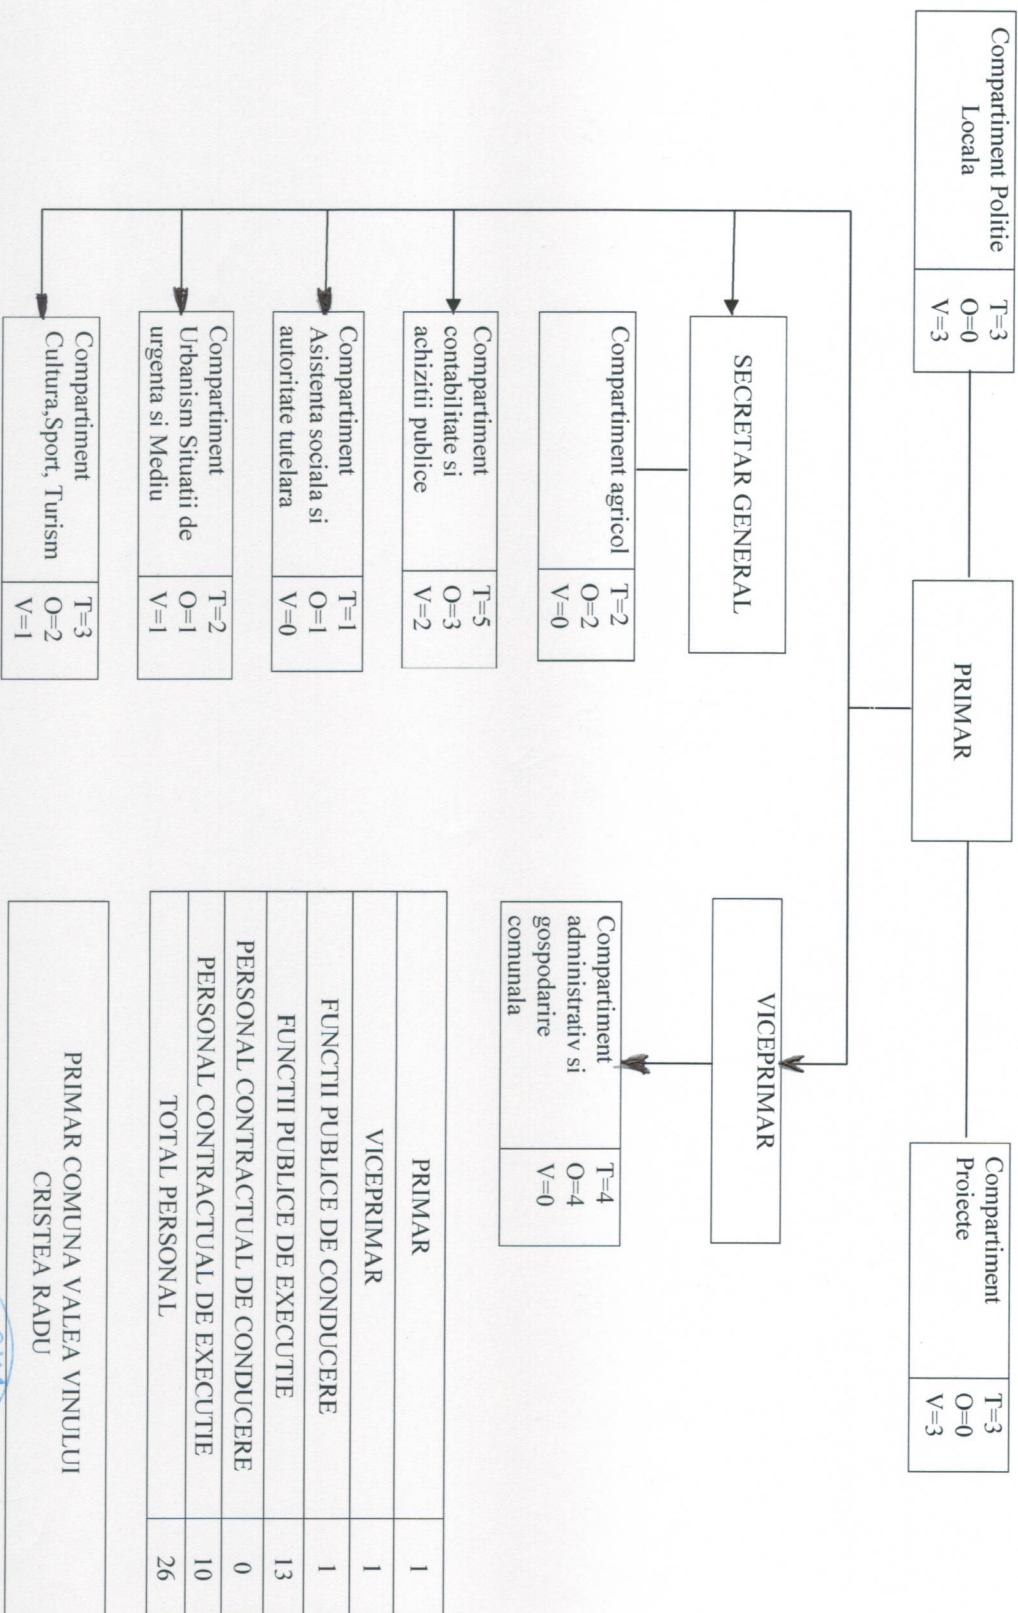 Compartiment Politie
Locala
T=3
O=0
V=3
PRIMAR
Compartiment
Proiecte
T=3
O=0
V=3
SECRETAR GENERAL
VICEPRIMAR
Compartiment agricol
T=2
O=2
V=0
Compartiment
administrativ si
gospodarire
comunala
T=4
O=4
V=0
Compartiment
contabilitate si
achizitii publice
T=5
O=3
V=2
Compartiment
Asistenta sociala si
autoritate tutelara
T=1
O=1
V=0
Compartiment
Urbanism Situatii de
urgenta si Mediu
T=2
O=1
V=1
Compartiment
Cultura,Sport, Turism
T=3
O=2
V=1
PRIMAR 1
VICEPRIMAR 1
FUNCTII PUBLICE DE CONDUCERE 1
FUNCTII PUBLICE DE EXECUTIE 13
PERSONAL CONTRACTUAL DE CONDUCERE 0
PERSONAL CONTRACTUAL DE EXECUTIE 10
TOTAL PERSONAL 26
PRIMAR COMUNA VALEA VINULUI
CRISTEA RADU